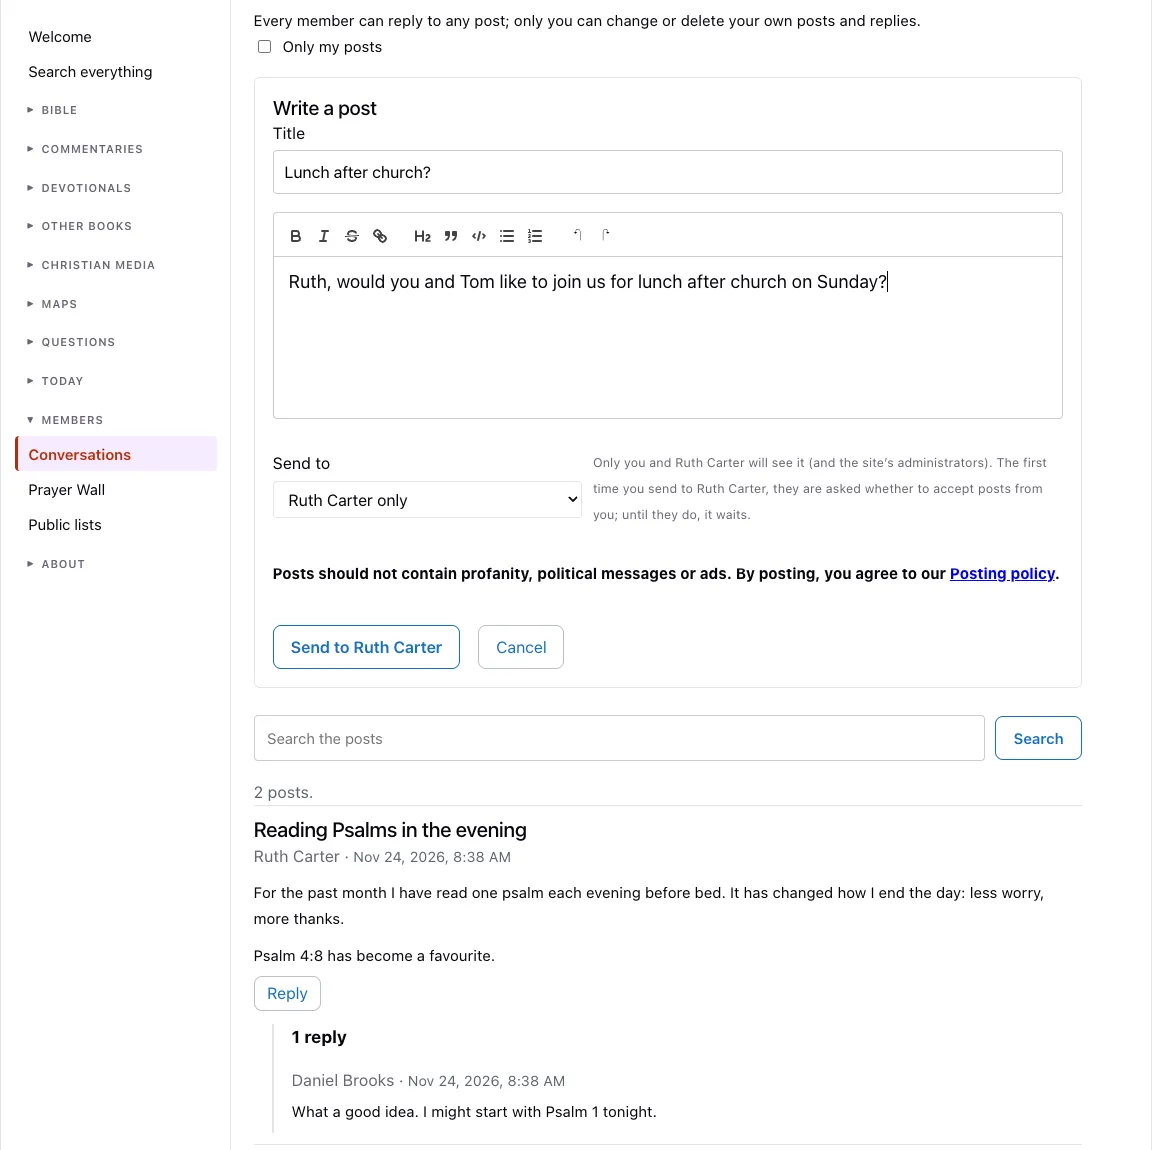 Welcome
Search everything
BIBLE
COMMENTARIES
DEVOTIONALS
OTHER BOOKS
CHRISTIAN MEDIA
MAPS
QUESTIONS
TODAY
MEMBERS
Conversations
Prayer Wall
Public lists
ABOUT
Every member can reply to any post; only you can change or delete your own posts and replies.
Only my posts
Write a post
Title
Lunch after church?
B I S H2
Ruth, would you and Tom like to join us for lunch after church on Sunday?
Send to
Ruth Carter only
Only you and Ruth Carter will see it (and the site's administrators). The first
time you send to Ruth Carter, they are asked whether to accept posts from
you; until they do, it waits.
Posts should not contain profanity, political messages or ads. By posting, you agree to our Posting policy.
Send to Ruth Carter
Cancel
Search the posts
Search
2 posts.
Reading Psalms in the evening
Ruth Carter · Nov 24, 2026, 8:38 AM
For the past month I have read one psalm each evening before bed. It has changed how I end the day: less worry,
more thanks.
Psalm 4:8 has become a favourite.
Reply
1 reply
Daniel Brooks · Nov 24, 2026, 8:38 AM
What a good idea. I might start with Psalm 1 tonight.